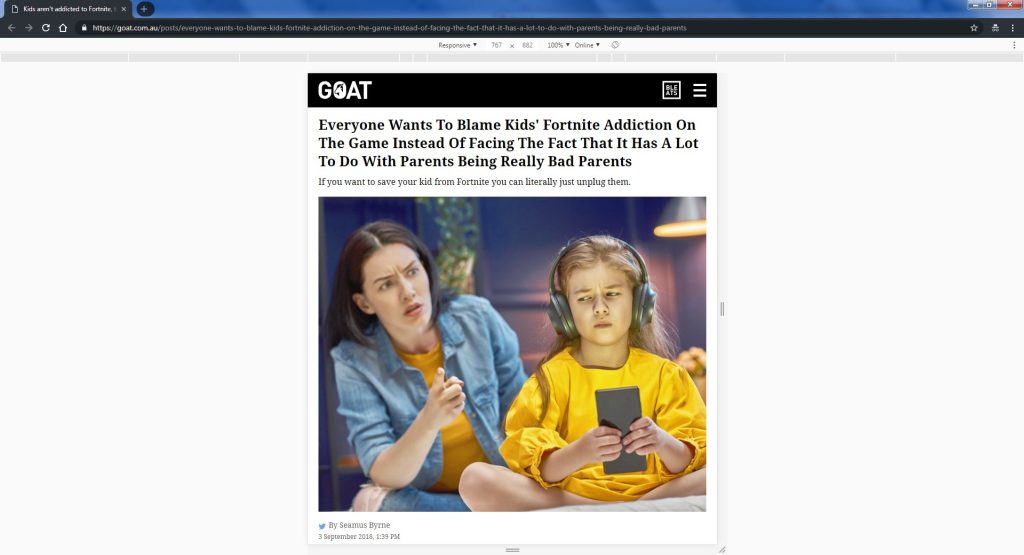 Kids aren't addicted to Fortnite,
https://goat.com.au/posts/everyone-wants-to-blame-kids-fortnite-addiction-on-the-game-instead-of-facing-the-fact-that-it-has-a-lot-to-do-with-parents-being-really-bad-parents
Responsive ▼ 767 × 882 100% ▼ Online ▼
GOAT BLEATS
Everyone Wants To Blame Kids' Fortnite Addiction On
The Game Instead Of Facing The Fact That It Has A Lot
To Do With Parents Being Really Bad Parents
If you want to save your kid from Fortnite you can literally just unplug them.
By Seamus Byrne
3 September 2018, 1:39 PM